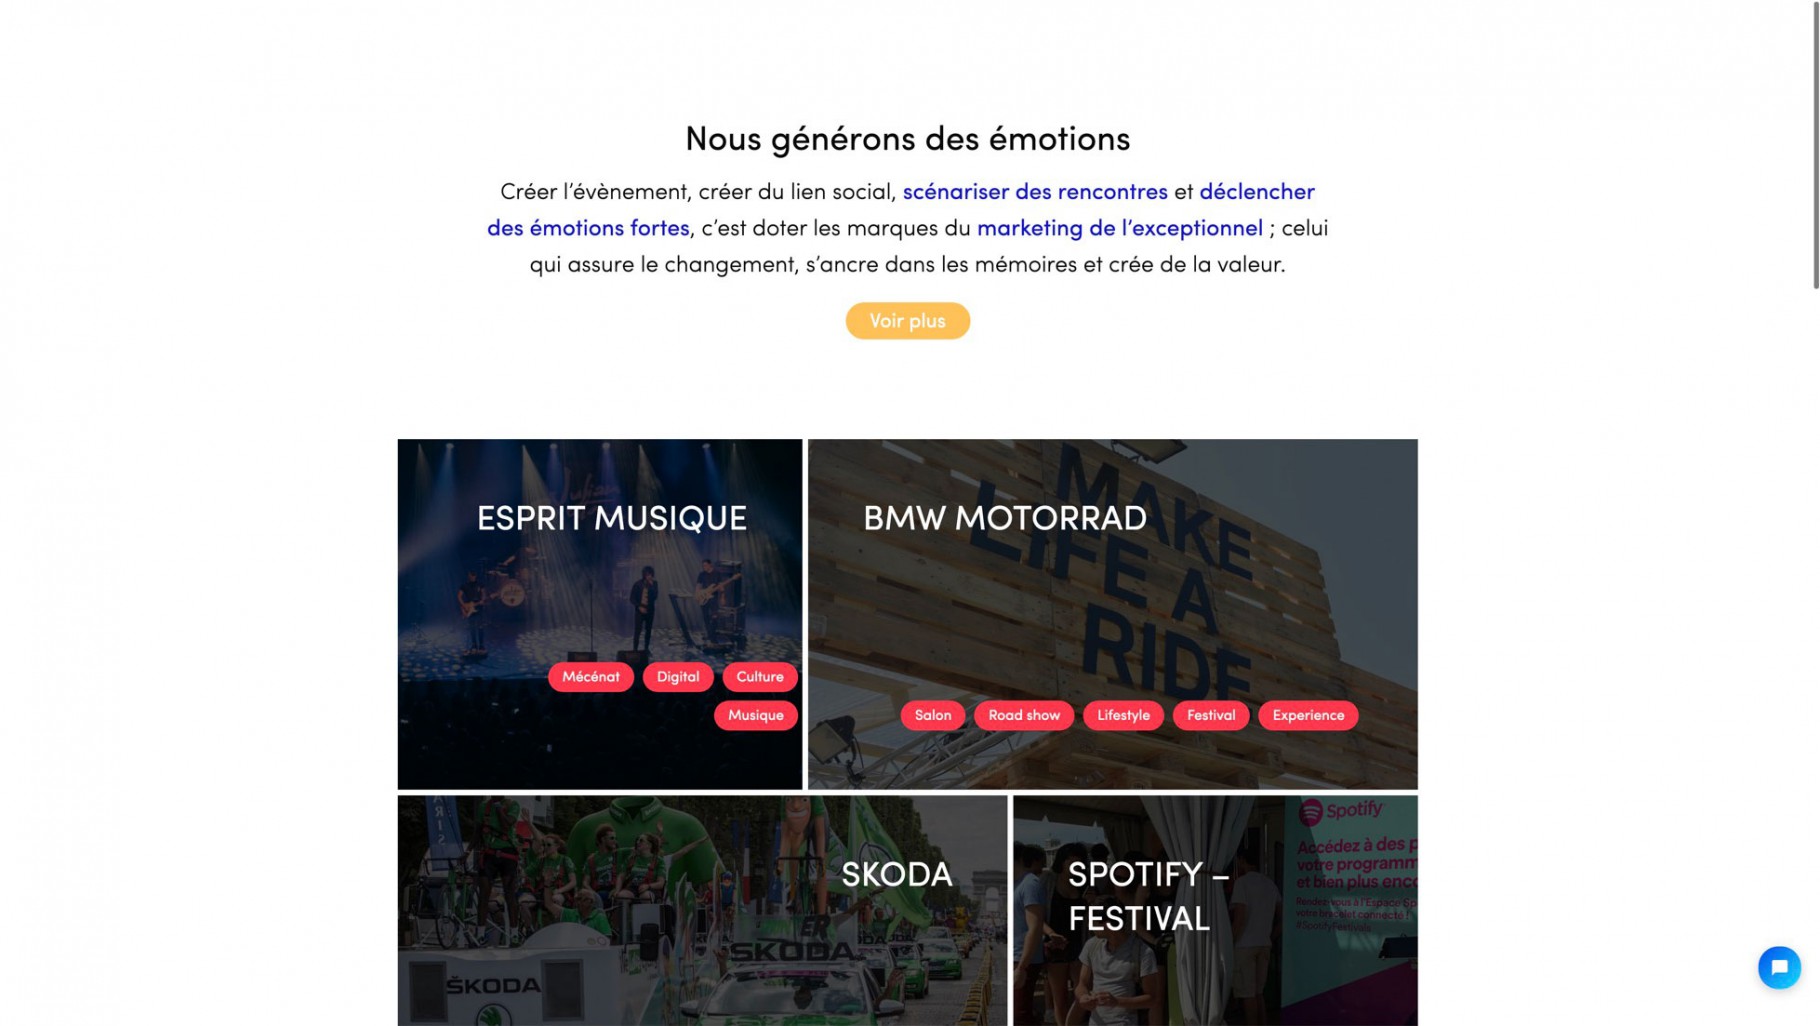 Nous générons des émotions
Créer l’évènement, créer du lien social, scénariser des rencontres et déclencher
des émotions fortes, c’est doter les marques du marketing de l’exceptionnel ; celui
qui assure le changement, s’ancre dans les mémoires et crée de la valeur.
Voir plus
ESPRIT MUSIQUE
Mécénat Digital Culture
Musique
BMW MOTORRAD
MAKE
LIFE A
RIDE
Salon Road show Lifestyle Festival Experience
SKODA
SKODA
ŠKODA
SPOTIFY –
FESTIVAL
Spotify
Accédez à des p
votre programm
et bien plus enco
Rendez-vous à l'Espace Sp
votre bracelet connecté !
#SpotifyFestivals